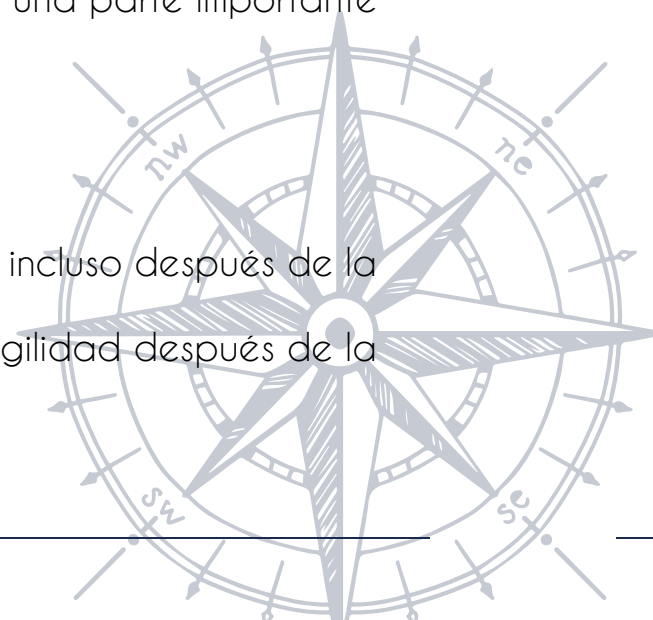 una parte importante
nw
ne
incluso después de la
gilidad después de la
sw
se